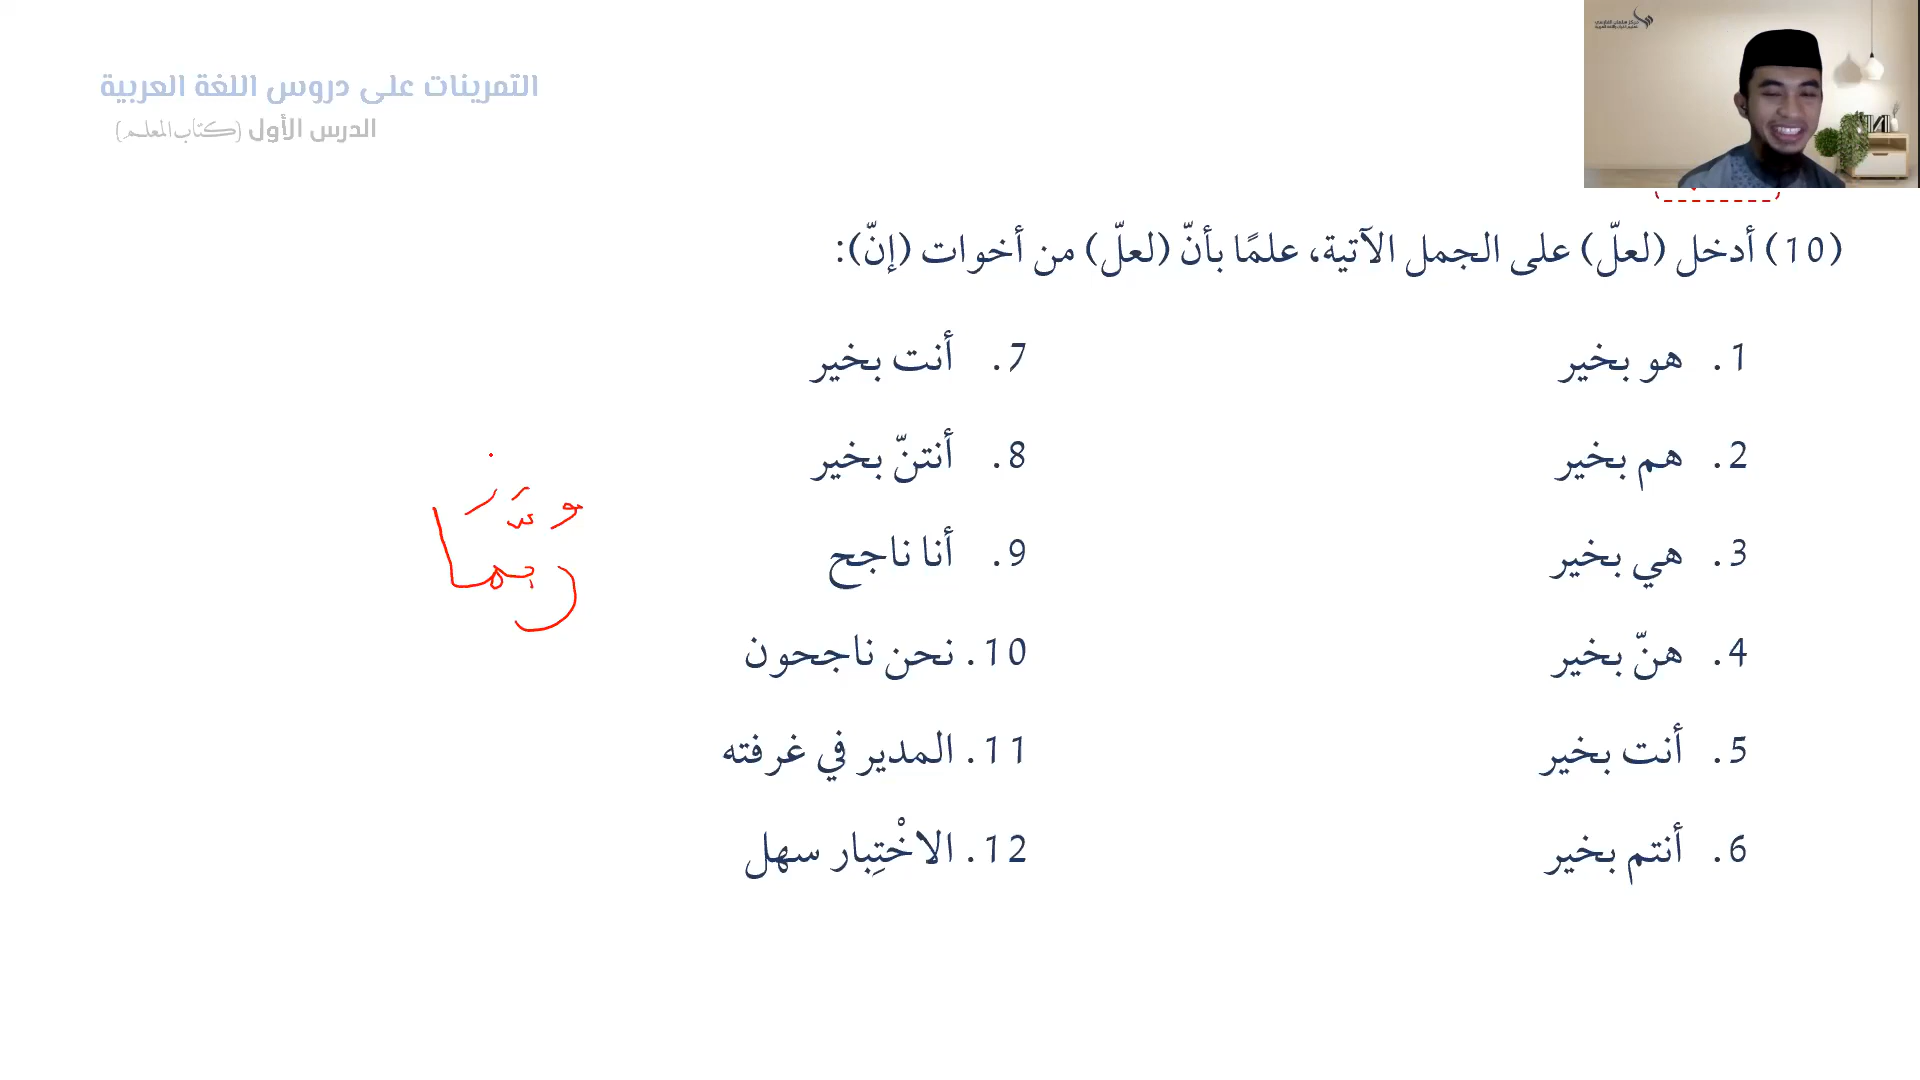 مركز سلمان الفارسي
التمرينات على دروس اللغة العربية
الدرس الأول (كتاب المعلم)
(10) أدخل (لعلّ) على الجمل الآتية، علمًا بأنّ (لعلّ) من أخوات (إنّ):
1. هو بخير
2. هم بخير
3. هي بخير
4. هنّ بخير
5. أنت بخير
6. أنتم بخير
7. أنت بخير
8. أنتنّ بخير
9. أنا ناجح
10. نحن ناجحون
11. المدير في غرفته
12. الاخْتِبار سهل
رُبَّمَا